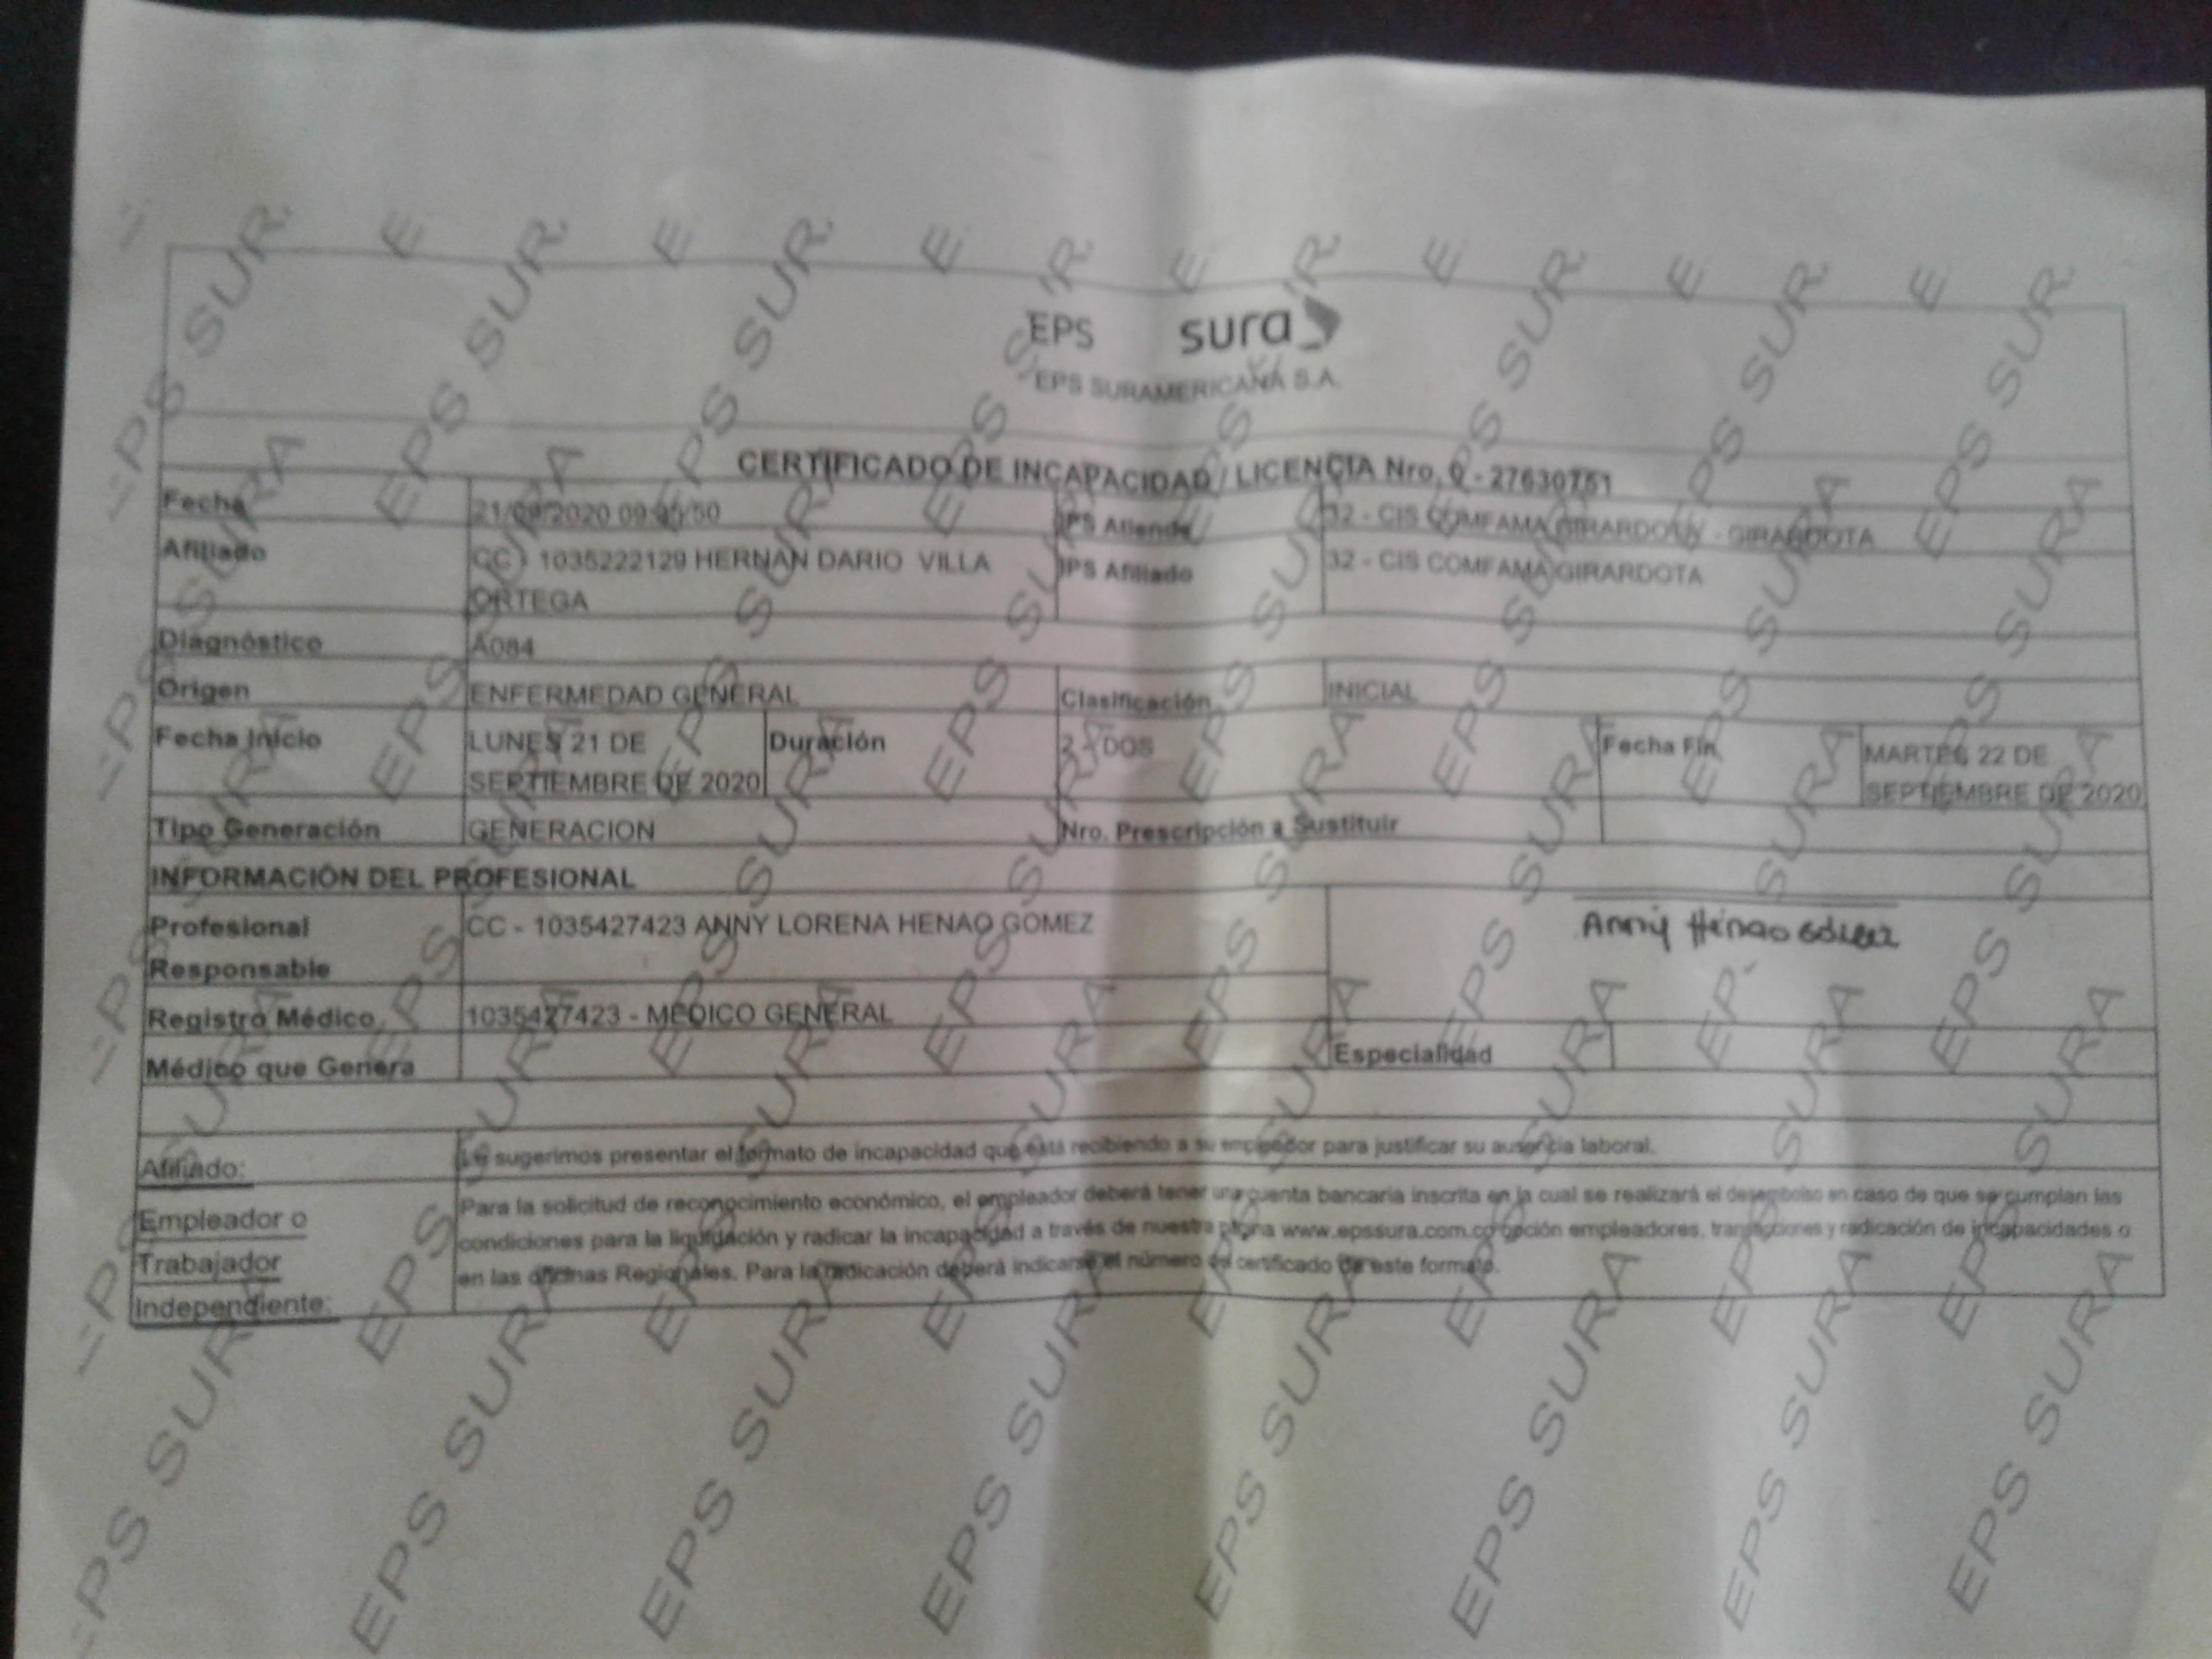 EPS sura
EPS SURAMERICANA S.A.
CERTIFICADO DE INCAPACIDAD / LICENCIA Nro. 0 - 27630751
Fecha 21/09/2020 IPS Atiende 32 - CIS COMFAMA GIRARDOTA - GIRARDOTA
Afiliado CC - 1035222129 HERNAN DARIO VILLA ORTEGA IPS Afiliado 32 - CIS COMFAMA GIRARDOTA
Diagnóstico A084
Origen ENFERMEDAD GENERAL Clasificación INICIAL
Fecha Inicio LUNES 21 DE SEPTIEMBRE DE 2020 Duración 2 - DOS Fecha Fin MARTES 22 DE SEPTIEMBRE DE 2020
Tipo Generación GENERACION Nro. Prescripción a Sustituir
INFORMACIÓN DEL PROFESIONAL
Profesional Responsable CC - 1035427423 ANNY LORENA HENAO GOMEZ Anny Henao
Registro Médico 1035427423 - MEDICO GENERAL
Médico que Genera Especialidad
Afiliado: Le sugerimos presentar el formato de incapacidad que está recibiendo a su empleador para justificar su ausencia laboral.
Empleador o Trabajador Independiente: Para la solicitud de reconocimiento económico, el empleador deberá tener una cuenta bancaria inscrita en la cual se realizará el desembolso en caso de que se cumplan las
condiciones para la liquidación y radicar la incapacidad a través de nuestra página www.epssura.com.co opción empleadores, transacciones y radicación de incapacidades o
en las oficinas Regionales. Para la radicación deberá indicarse el número de certificado de este formato.
EPS SURA